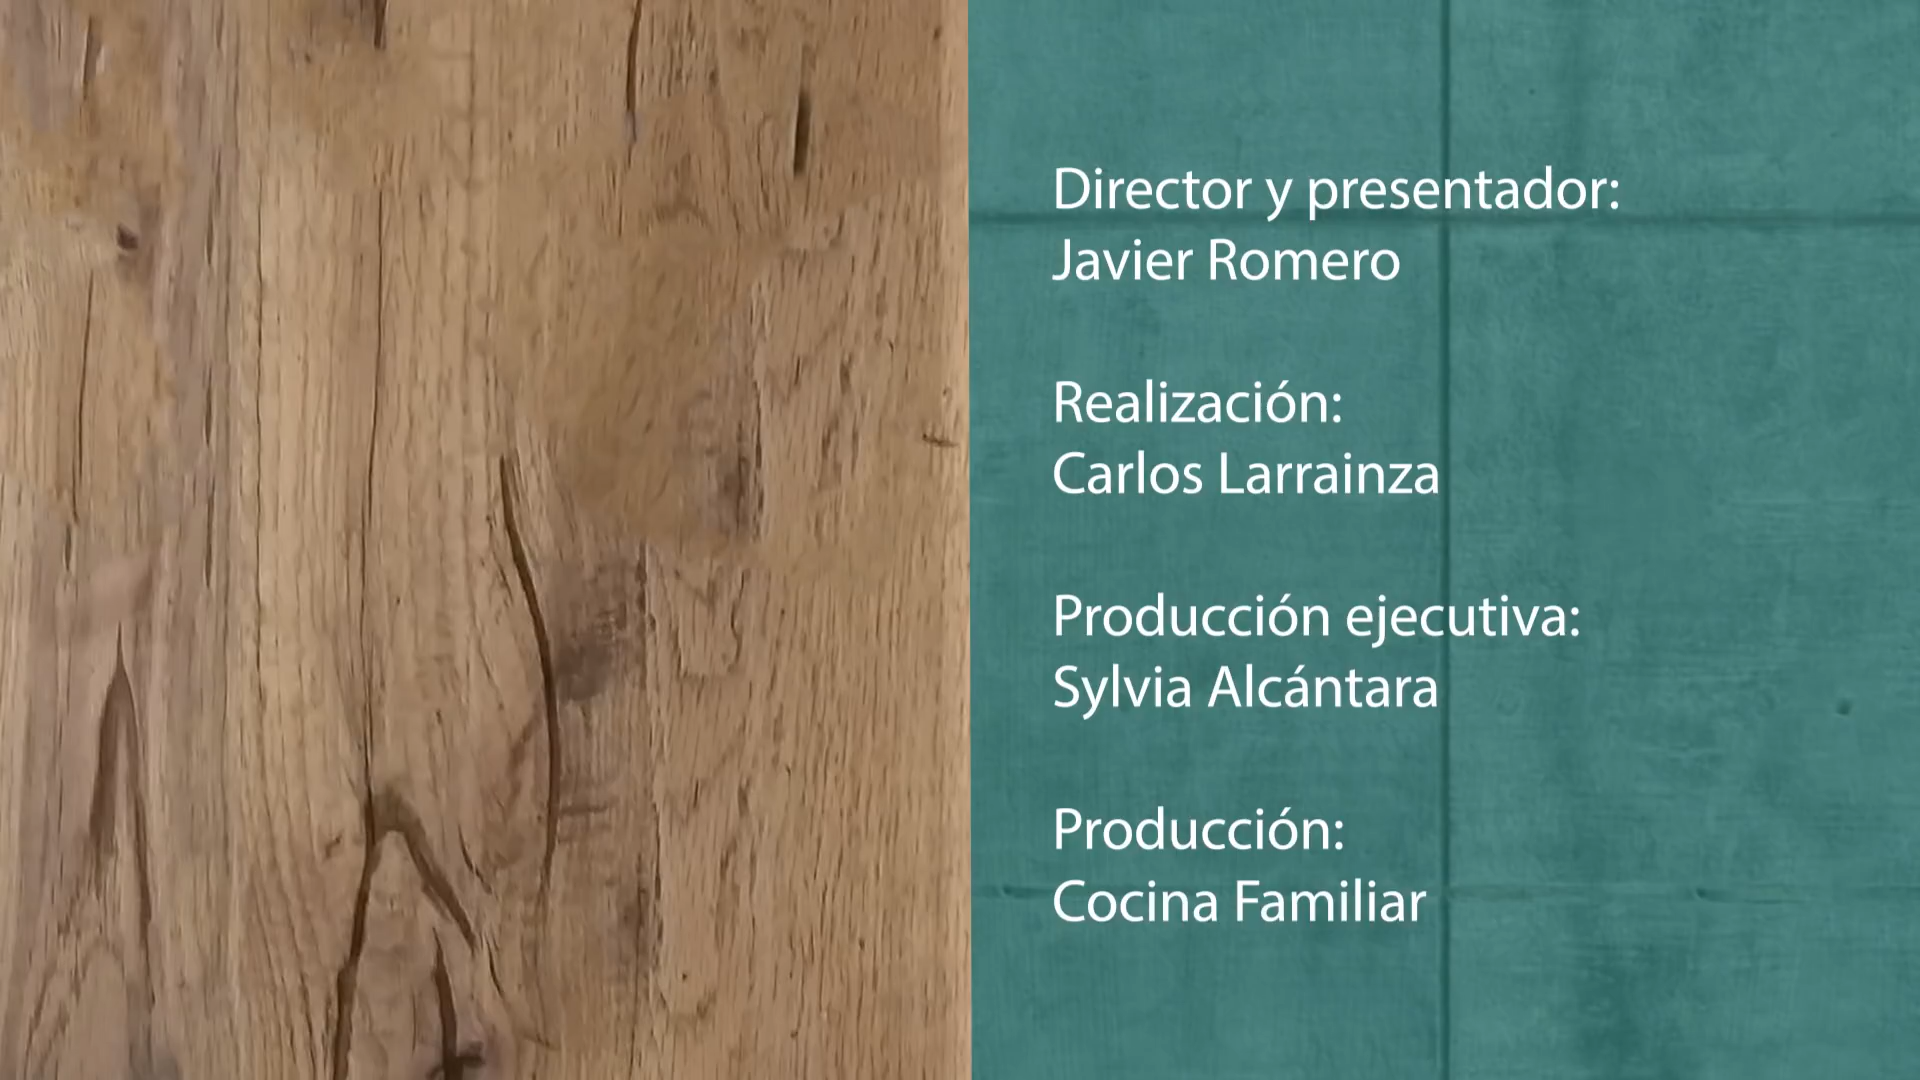 Director y presentador:
Javier Romero
Realización:
Carlos Larrainza
Producción ejecutiva:
Sylvia Alcántara
Producción:
Cocina Familiar